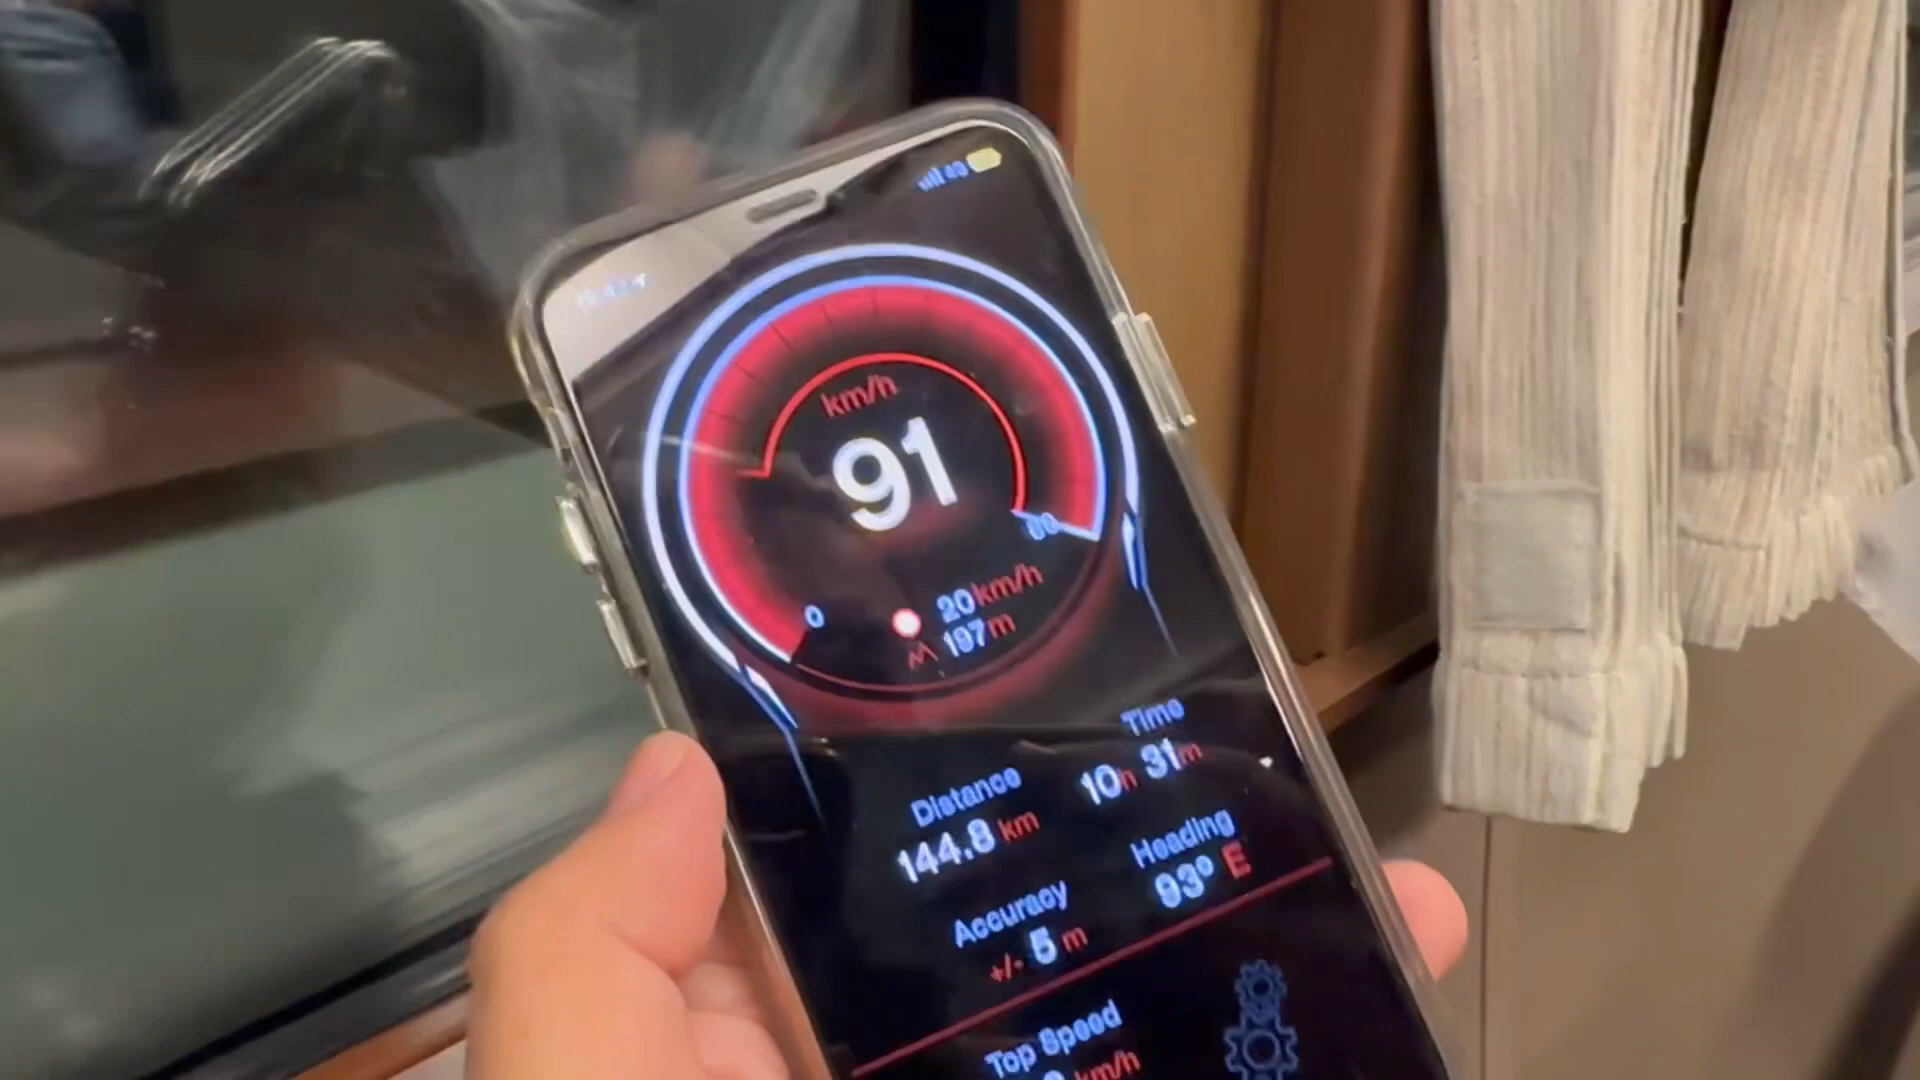 4G
km/h
91
80
0
20km/h
197m
Time
10h 31m
Distance
144.8 km
Heading
93° E
Accuracy
+/- 5 m
Top Speed
km/h